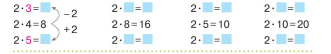 2·3=   −2   2·  =     2·  =     2·  =
2·4=8   +2   2·8=16   2·5=10   2·10=20
2·5=     2·  =     2·  =     2·  =